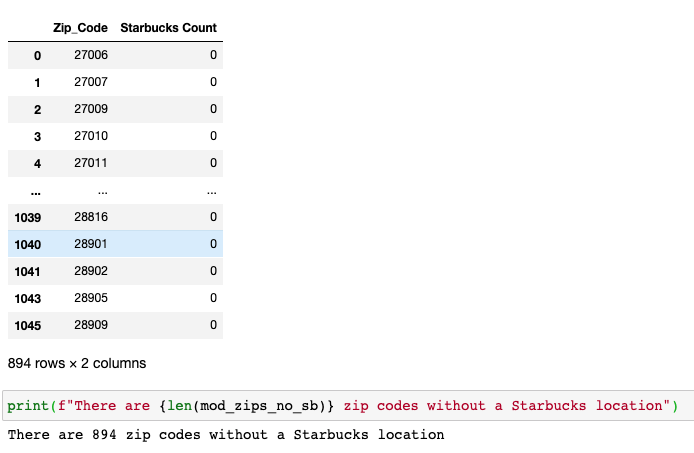 Zip_Code Starbucks Count
0 27006 0
1 27007 0
2 27009 0
3 27010 0
4 27011 0
... ... ...
1039 28816 0
1040 28901 0
1041 28902 0
1043 28905 0
1045 28909 0
894 rows × 2 columns
print(f"There are {len(mod_zips_no_sb)} zip codes without a Starbucks location")
There are 894 zip codes without a Starbucks location